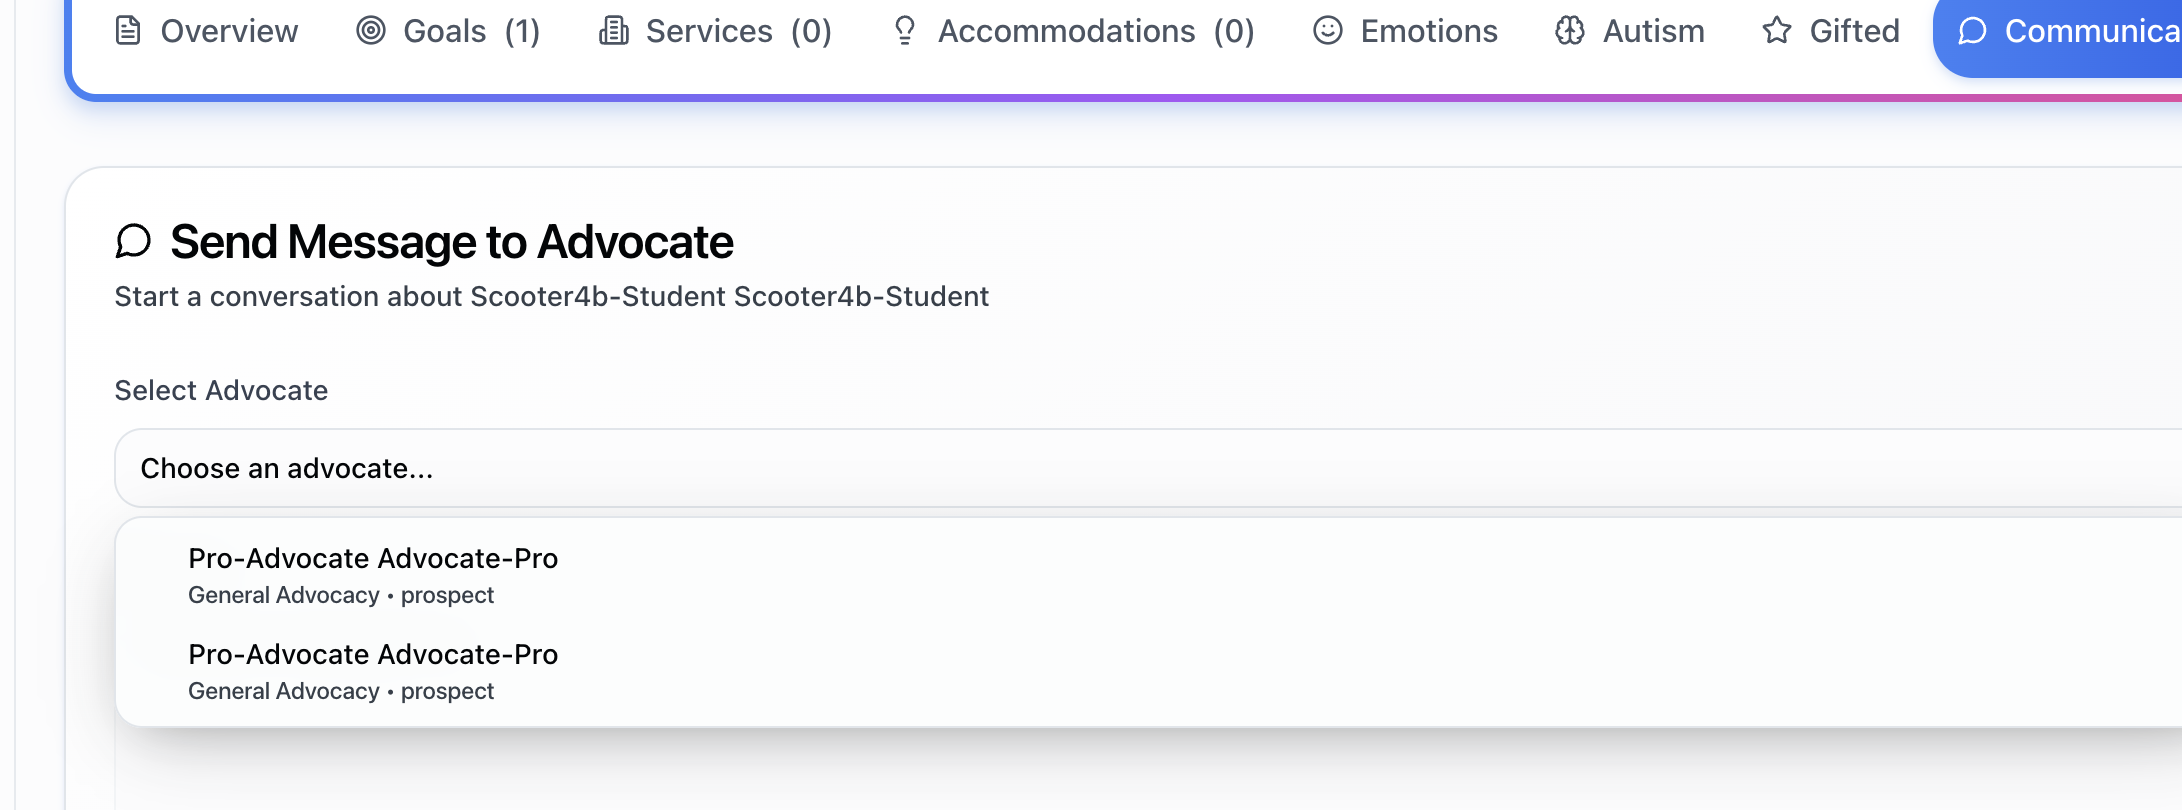 Overview Goals (1) Services (0) Accommodations (0) Emotions Autism Gifted
Send Message to Advocate
Start a conversation about Scooter4b-Student Scooter4b-Student
Select Advocate
Choose an advocate...
Pro-Advocate Advocate-Pro
General Advocacy • prospect
Pro-Advocate Advocate-Pro
General Advocacy • prospect